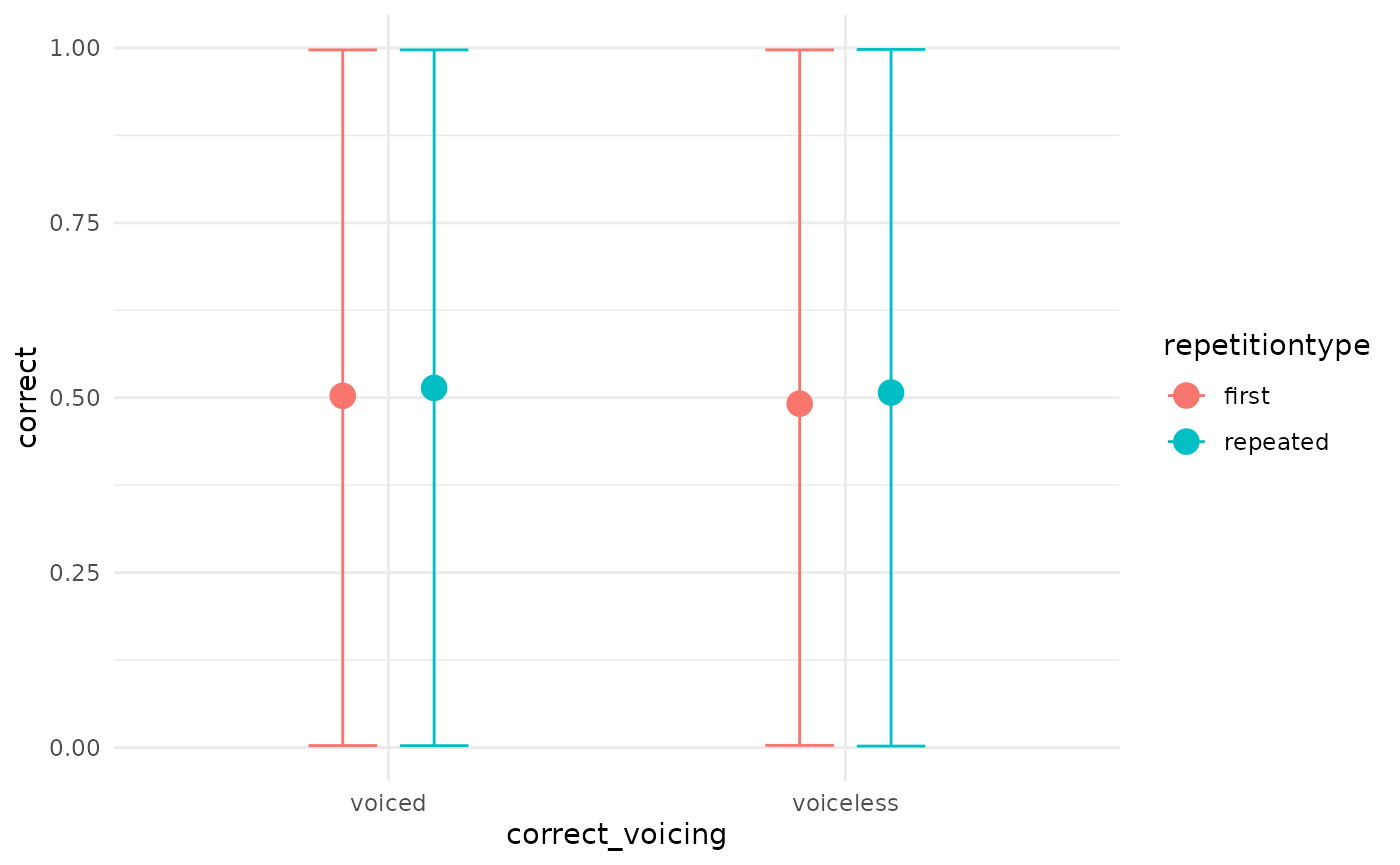 1.00
0.75
0.50
0.25
0.00
correct
voiced
voiceless
correct_voicing
repetitiontype
first
repeated